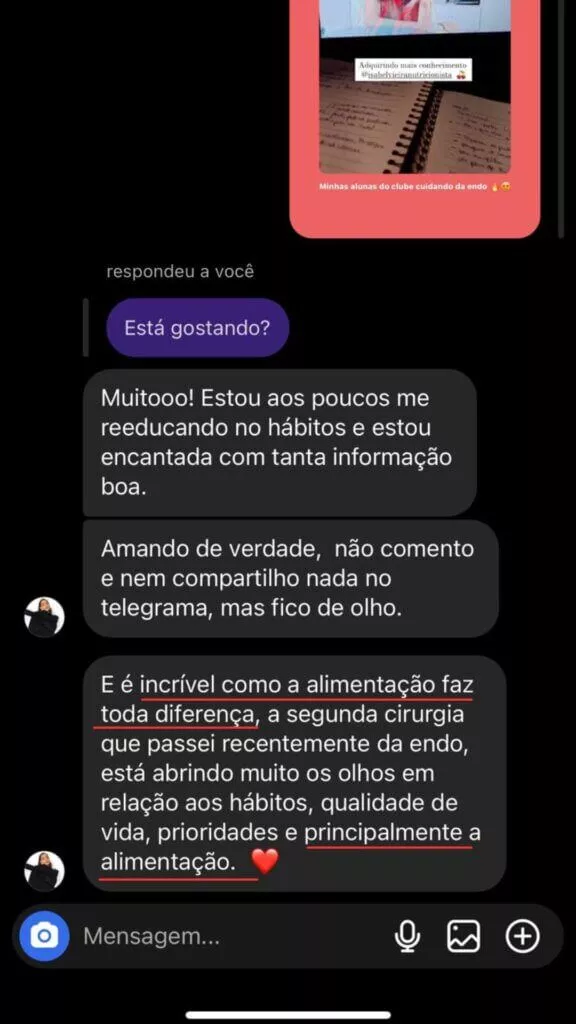 Adquirindo mais conhecimento
@isabelvieiranutricionista 🍒
Minhas alunas do clube cuidando da endo 🔥🥰
respondeu a você
Está gostando?
Muitooo! Estou aos poucos me
reeducando no hábitos e estou
encantada com tanta informação
boa.
Amando de verdade, não comento
e nem compartilho nada no
telegrama, mas fico de olho.
E é incrível como a alimentação faz
toda diferença, a segunda cirurgia
que passei recentemente da endo,
está abrindo muito os olhos em
relação aos hábitos, qualidade de
vida, prioridades e principalmente a
alimentação. ❤️
Mensagem...